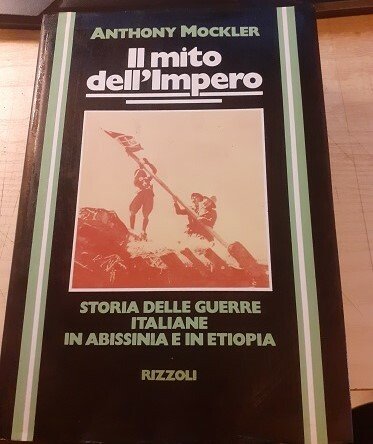 ANTHONY MOCKLER
Il mito
dell'Impero
STORIA DELLE GUERRE
ITALIANE
IN ABISSINIA E IN ETIOPIA
RIZZOLI